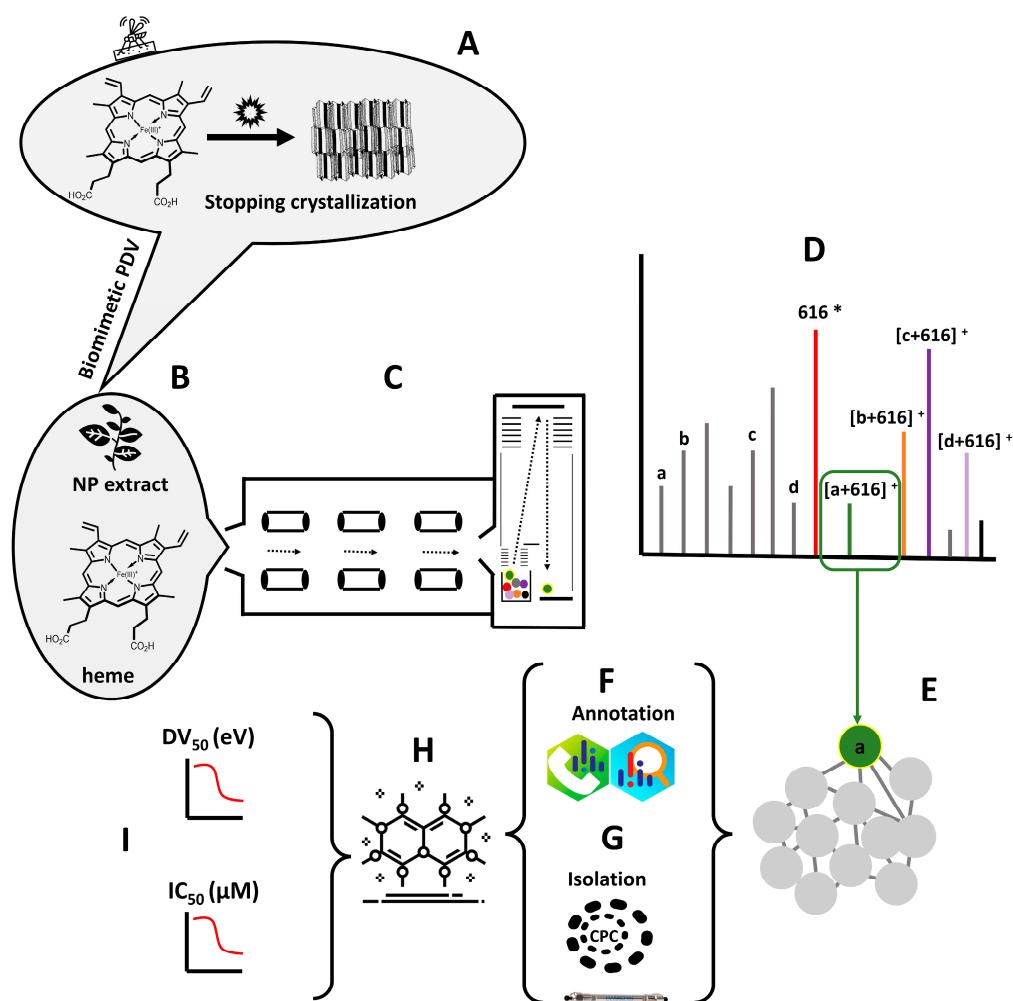 A
N
N
N
N
Fe(III)⁺
HO₂C
CO₂H
Stopping crystallization
Biomimetic PDV
B
NP extract
N
N
N
N
Fe(III)⁺
HO₂C
CO₂H
heme
C
D
616 *
[c+616] ⁺
[b+616] ⁺
[d+616] ⁺
[a+616] ⁺
a
b
c
d
E
a
F
Annotation
G
Isolation
CPC
H
I
DV₅₀ (eV)
IC₅₀ (µM)